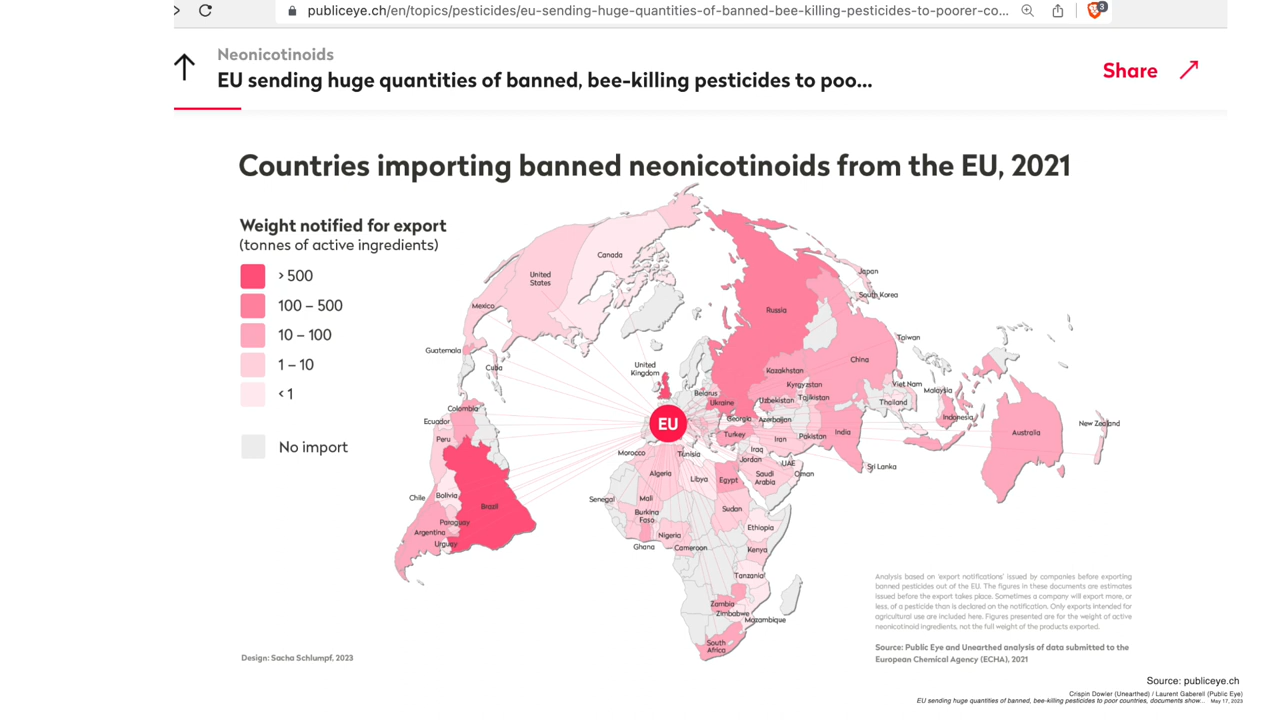 publiceye.ch/en/topics/pesticides/eu-sending-huge-quantities-of-banned-bee-killing-pesticides-to-poorer-co...
3
Neonicotinoids
EU sending huge quantities of banned, bee-killing pesticides to poo...
Share
Countries importing banned neonicotinoids from the EU, 2021
Weight notified for export
(tonnes of active ingredients)
> 500
100 – 500
10 – 100
1 – 10
< 1
No import
Canada
United
States
Mexico
Guatemala
Cuba
Colombia
Ecuador
Peru
Chile
Bolivia
Brazil
Paraguay
Argentina
Uruguay
United
Kingdom
EU
Belarus
Ukraine
Russia
Japan
South Korea
Taiwan
China
Kazakhstan
Kyrgyzstan
Uzbekistan
Tajikistan
Georgia
Azerbaijan
Turkey
Iran
Pakistan
India
Viet Nam
Malaysia
Thailand
Indonesia
Australia
New Zealand
Sri Lanka
Iraq
Jordan
UAE
Oman
Saudi
Arabia
Morocco
Tunisia
Algeria
Libya
Egypt
Senegal
Mali
Burkina
Faso
Sudan
Ethiopia
Nigeria
Ghana
Cameroon
Kenya
Tanzania
Zambia
Zimbabwe
Mozambique
South
Africa
Analysis based on 'export notifications' issued by companies before exporting
banned pesticides out of the EU. The figures in these documents are estimates
issued before the export takes place. Sometimes a company will export more, or
less, of a pesticide than is declared on the notification. Only exports intended for
agricultural use are included here. Figures presented are for the weight of active
neonicotinoid ingredients, not the full weight of the products exported.
Source: Public Eye and Unearthed analysis of data submitted to the
European Chemical Agency (ECHA), 2021
Design: Sacha Schlumpf, 2023
Source: publiceye.ch
Crispin Dowler (Unearthed) / Laurent Gaberell (Public Eye)
EU sending huge quantities of banned, bee-killing pesticides to poor countries, documents show... May 17, 2023